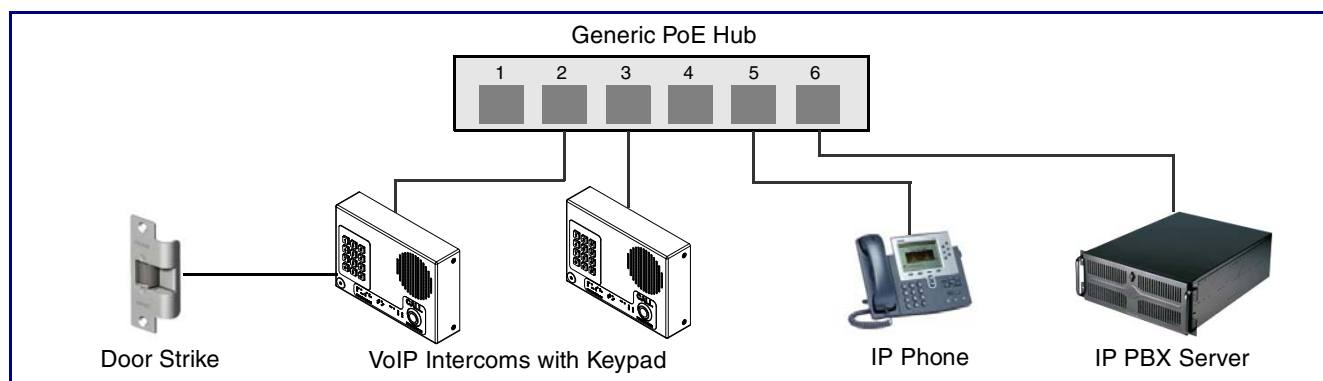 Generic PoE Hub
1 2 3 4 5 6
Door Strike
VoIP Intercoms with Keypad
IP Phone
IP PBX Server